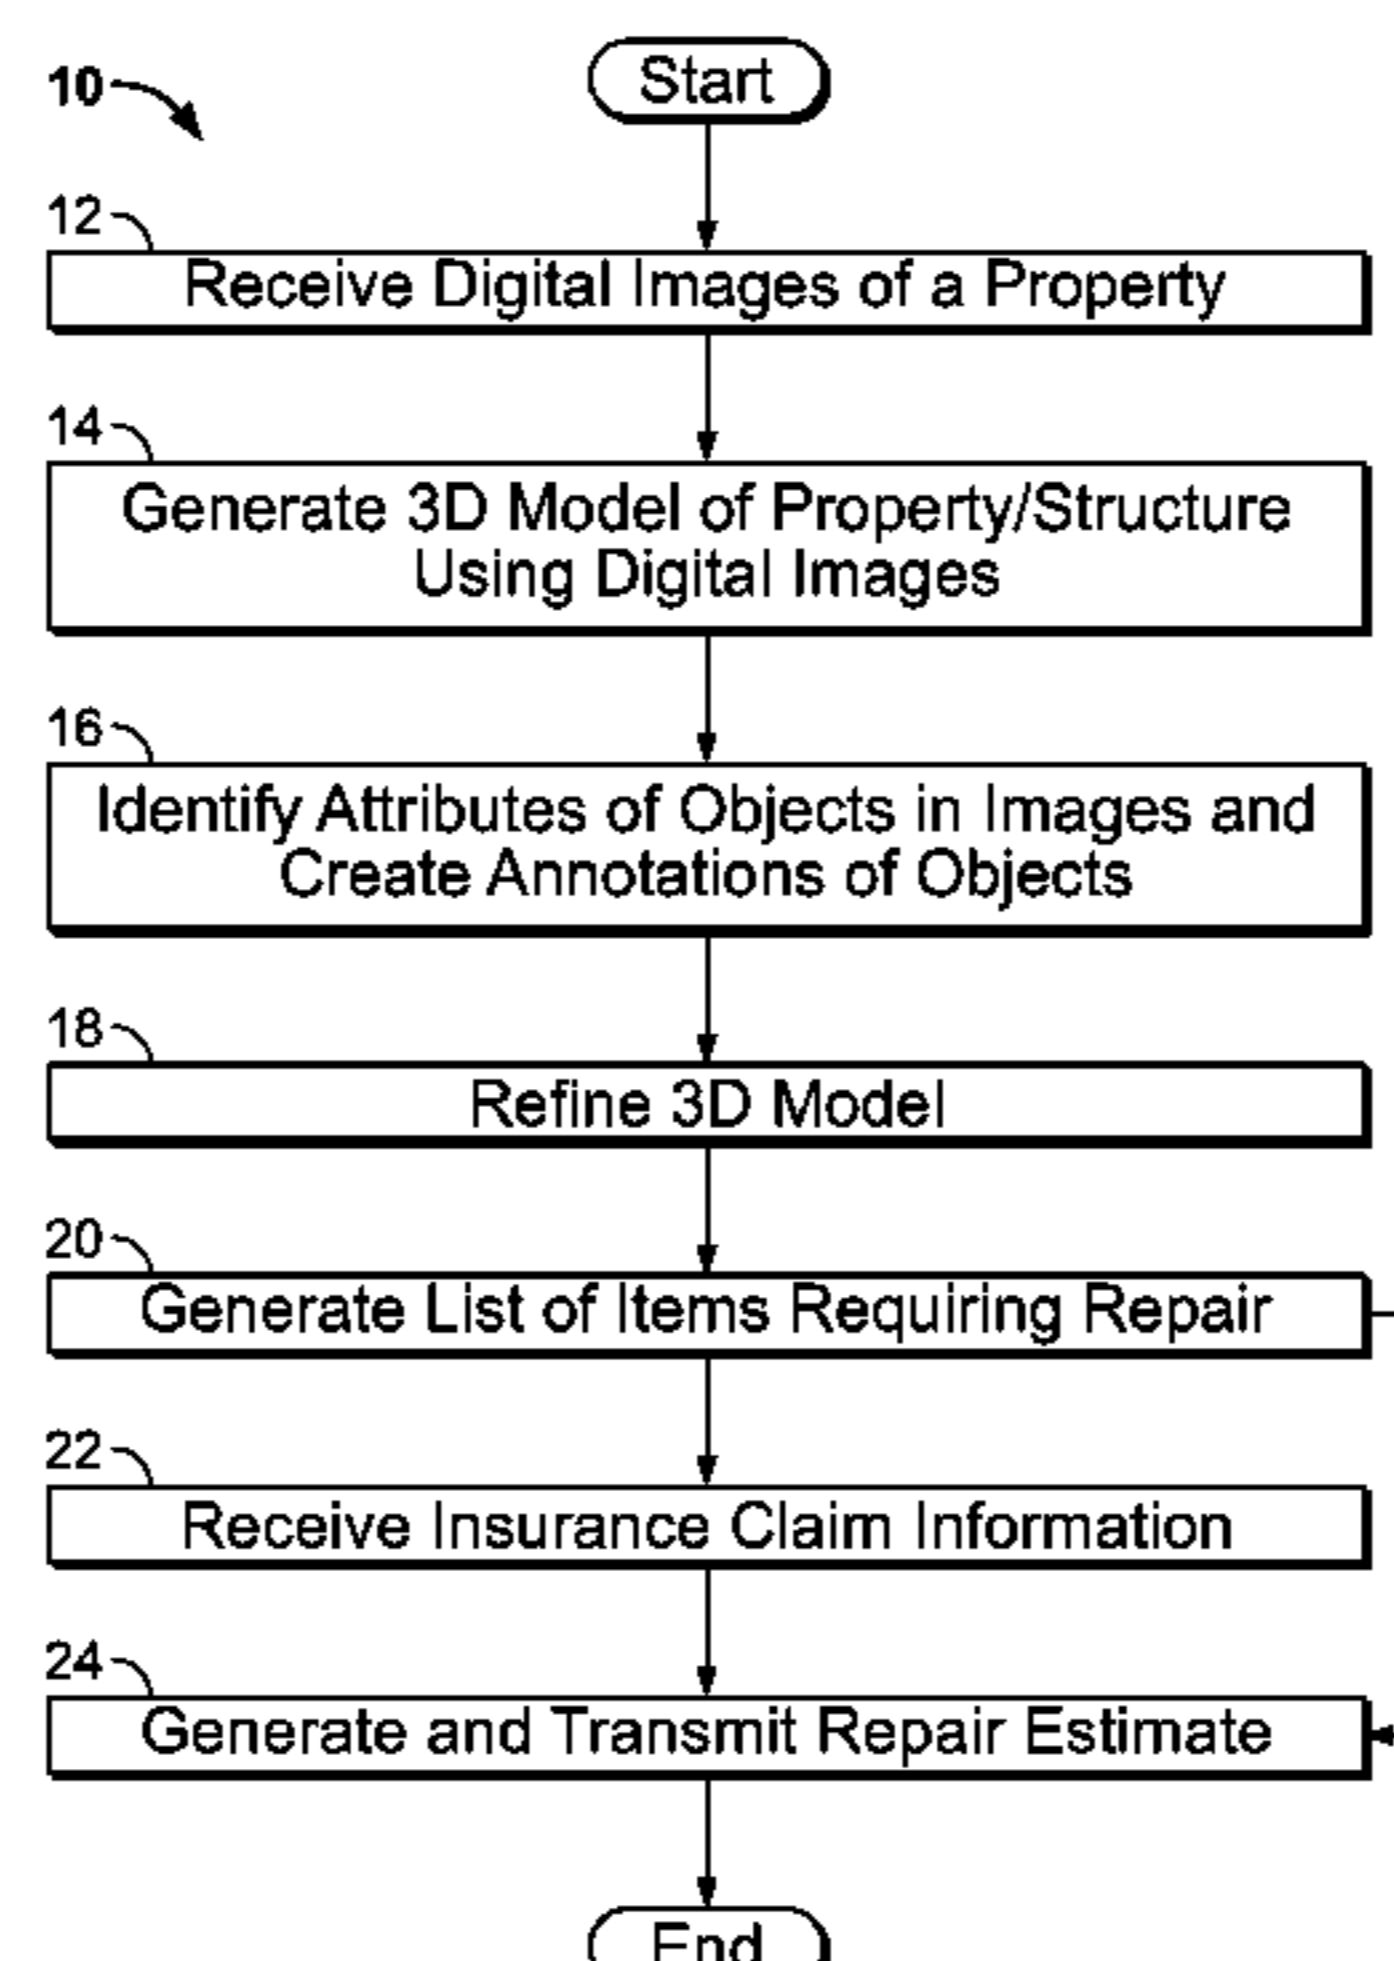 10
Start
12
Receive Digital Images of a Property
14
Generate 3D Model of Property/Structure
Using Digital Images
16
Identify Attributes of Objects in Images and
Create Annotations of Objects
18
Refine 3D Model
20
Generate List of Items Requiring Repair
22
Receive Insurance Claim Information
24
Generate and Transmit Repair Estimate
End